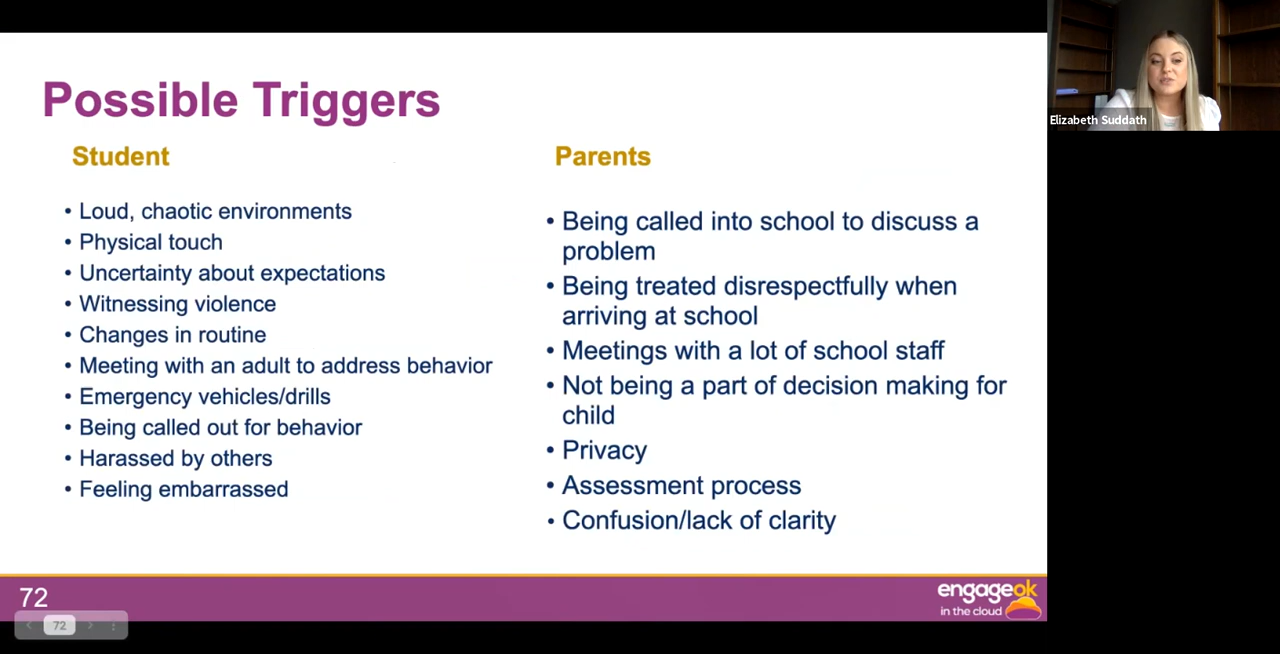 Possible Triggers
Student
• Loud, chaotic environments
• Physical touch
• Uncertainty about expectations
• Witnessing violence
• Changes in routine
• Meeting with an adult to address behavior
• Emergency vehicles/drills
• Being called out for behavior
• Harassed by others
• Feeling embarrassed
Parents
• Being called into school to discuss a
problem
• Being treated disrespectfully when
arriving at school
• Meetings with a lot of school staff
• Not being a part of decision making for
child
• Privacy
• Assessment process
• Confusion/lack of clarity
72
72
engageok
in the cloud
Elizabeth Suddath